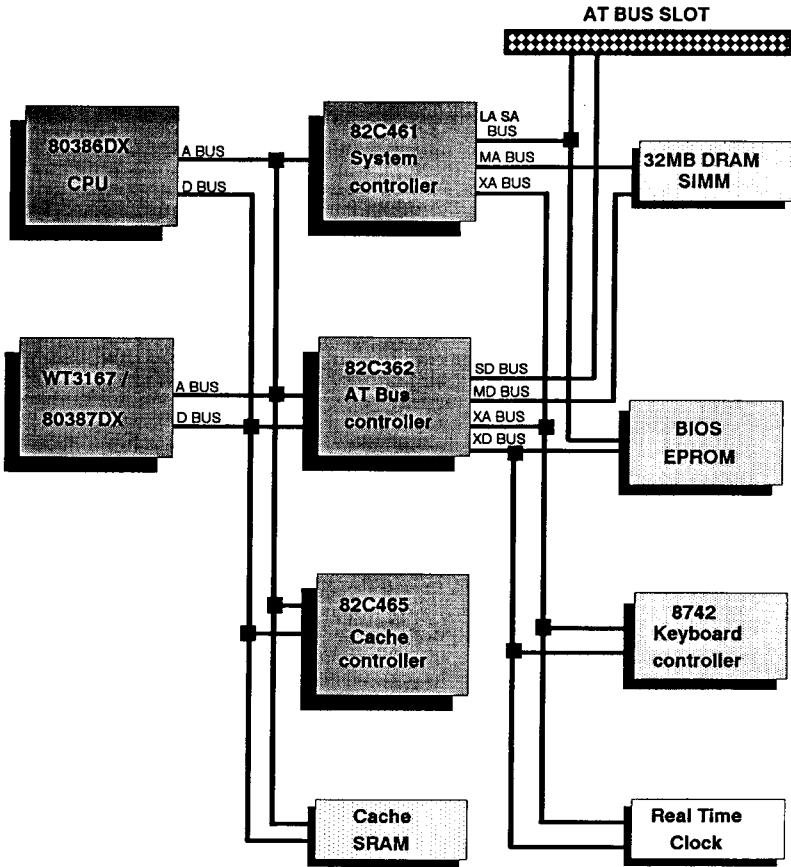 AT BUS SLOT
80386DX
CPU
A BUS
D BUS
82C461
System
controller
LA SA
BUS
MA BUS
XA BUS
32MB DRAM
SIMM
WT3167 /
80387DX
A BUS
D BUS
82C362
AT Bus
controller
SD BUS
MD BUS
XA BUS
XD BUS
BIOS
EPROM
82C465
Cache
controller
8742
Keyboard
controller
Cache
SRAM
Real Time
Clock